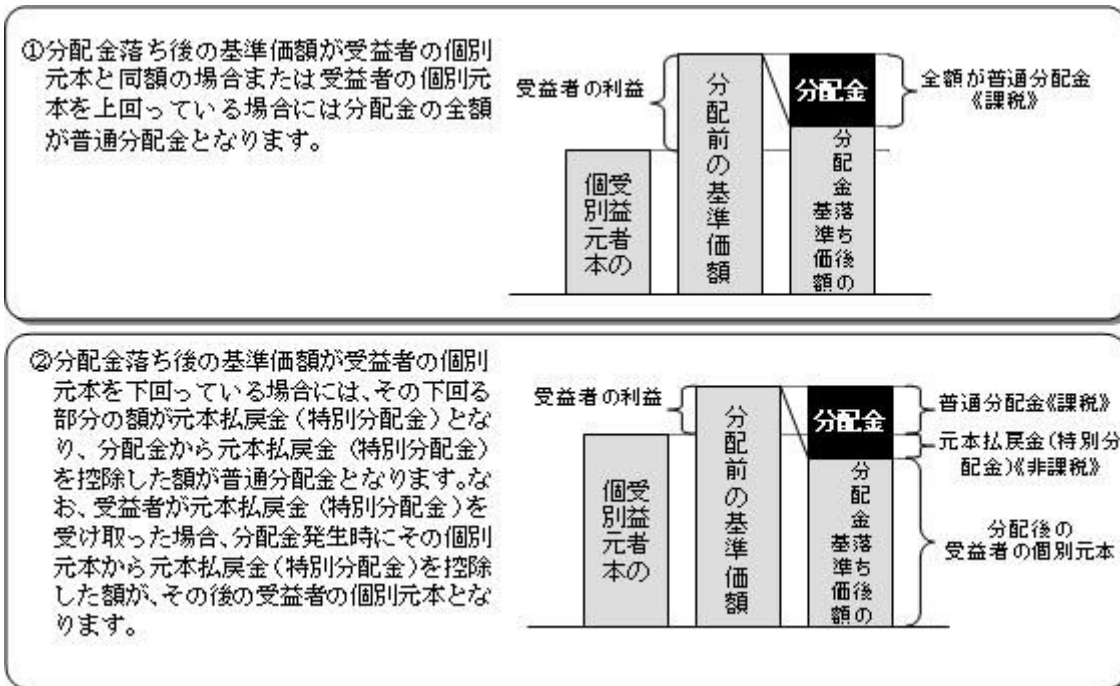 ①分配金落ち後の基準価額が受益者の個別
元本と同額の場合または受益者の個別元
本を上回っている場合には分配金の全額
が普通分配金となります。
受益者の利益
個別元本
受益者の
分配前の基準価額
分配金
基準価額
分配金落ち後の
全額が普通分配金
《課税》
②分配金落ち後の基準価額が受益者の個別
元本を下回っている場合には、その下回る
部分の額が元本払戻金（特別分配金）とな
り、分配金から元本払戻金（特別分配金）
を控除した額が普通分配金となります。な
お、受益者が元本払戻金（特別分配金）を
受け取った場合、分配金発生時にその個別
元本から元本払戻金（特別分配金）を控除
した額が、その後の受益者の個別元本とな
ります。
受益者の利益
受益者の
個別元本
分配前の基準価額
分配金
分配金落ち後の
基準価額
普通分配金《課税》
元本払戻金（特別分
配金）《非課税》
分配後の
受益者の個別元本